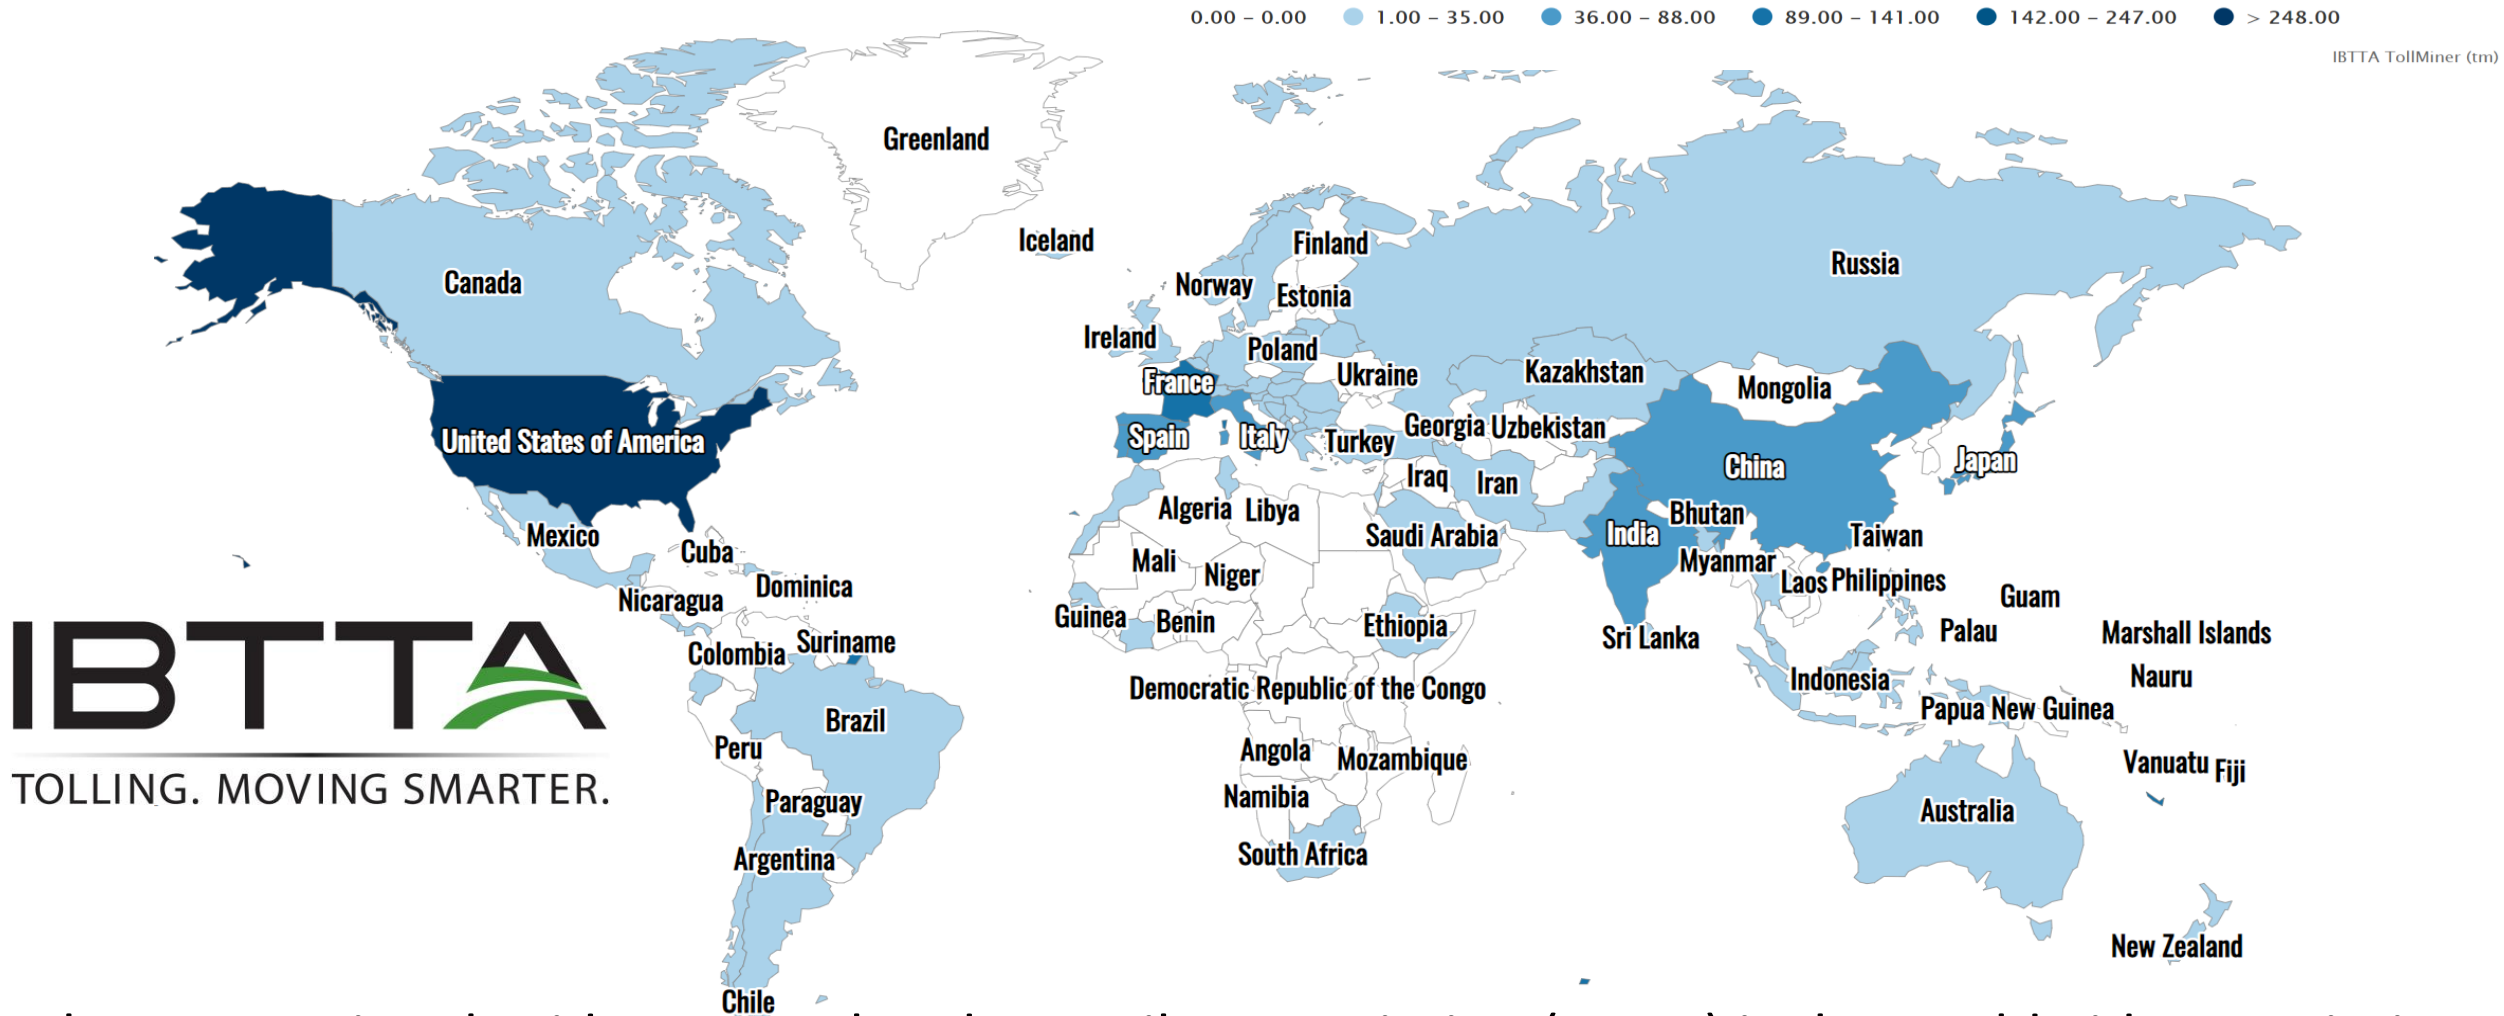 0.00 – 0.00 1.00 – 35.00 36.00 – 88.00 89.00 – 141.00 142.00 – 247.00 > 248.00
IBTTA TollMiner (tm)
Greenland
Iceland
Finland
Russia
Canada
Norway
Estonia
Ireland
Poland
Ukraine
Kazakhstan
Mongolia
France
United States of America
Spain
Italy
Turkey
Georgia
Uzbekistan
China
Japan
Iraq
Iran
Algeria
Libya
Bhutan
Mexico
Cuba
Saudi Arabia
India
Taiwan
Mali
Niger
Myanmar
Laos
Philippines
Dominica
Nicaragua
Guam
Guinea
Benin
Ethiopia
Sri Lanka
Palau
Marshall Islands
Colombia
Suriname
Democratic Republic of the Congo
Indonesia
Nauru
IBTTA
TOLLING. MOVING SMARTER.
Brazil
Papua New Guinea
Peru
Angola
Mozambique
Vanuatu
Fiji
Paraguay
Namibia
Australia
Argentina
South Africa
New Zealand
Chile